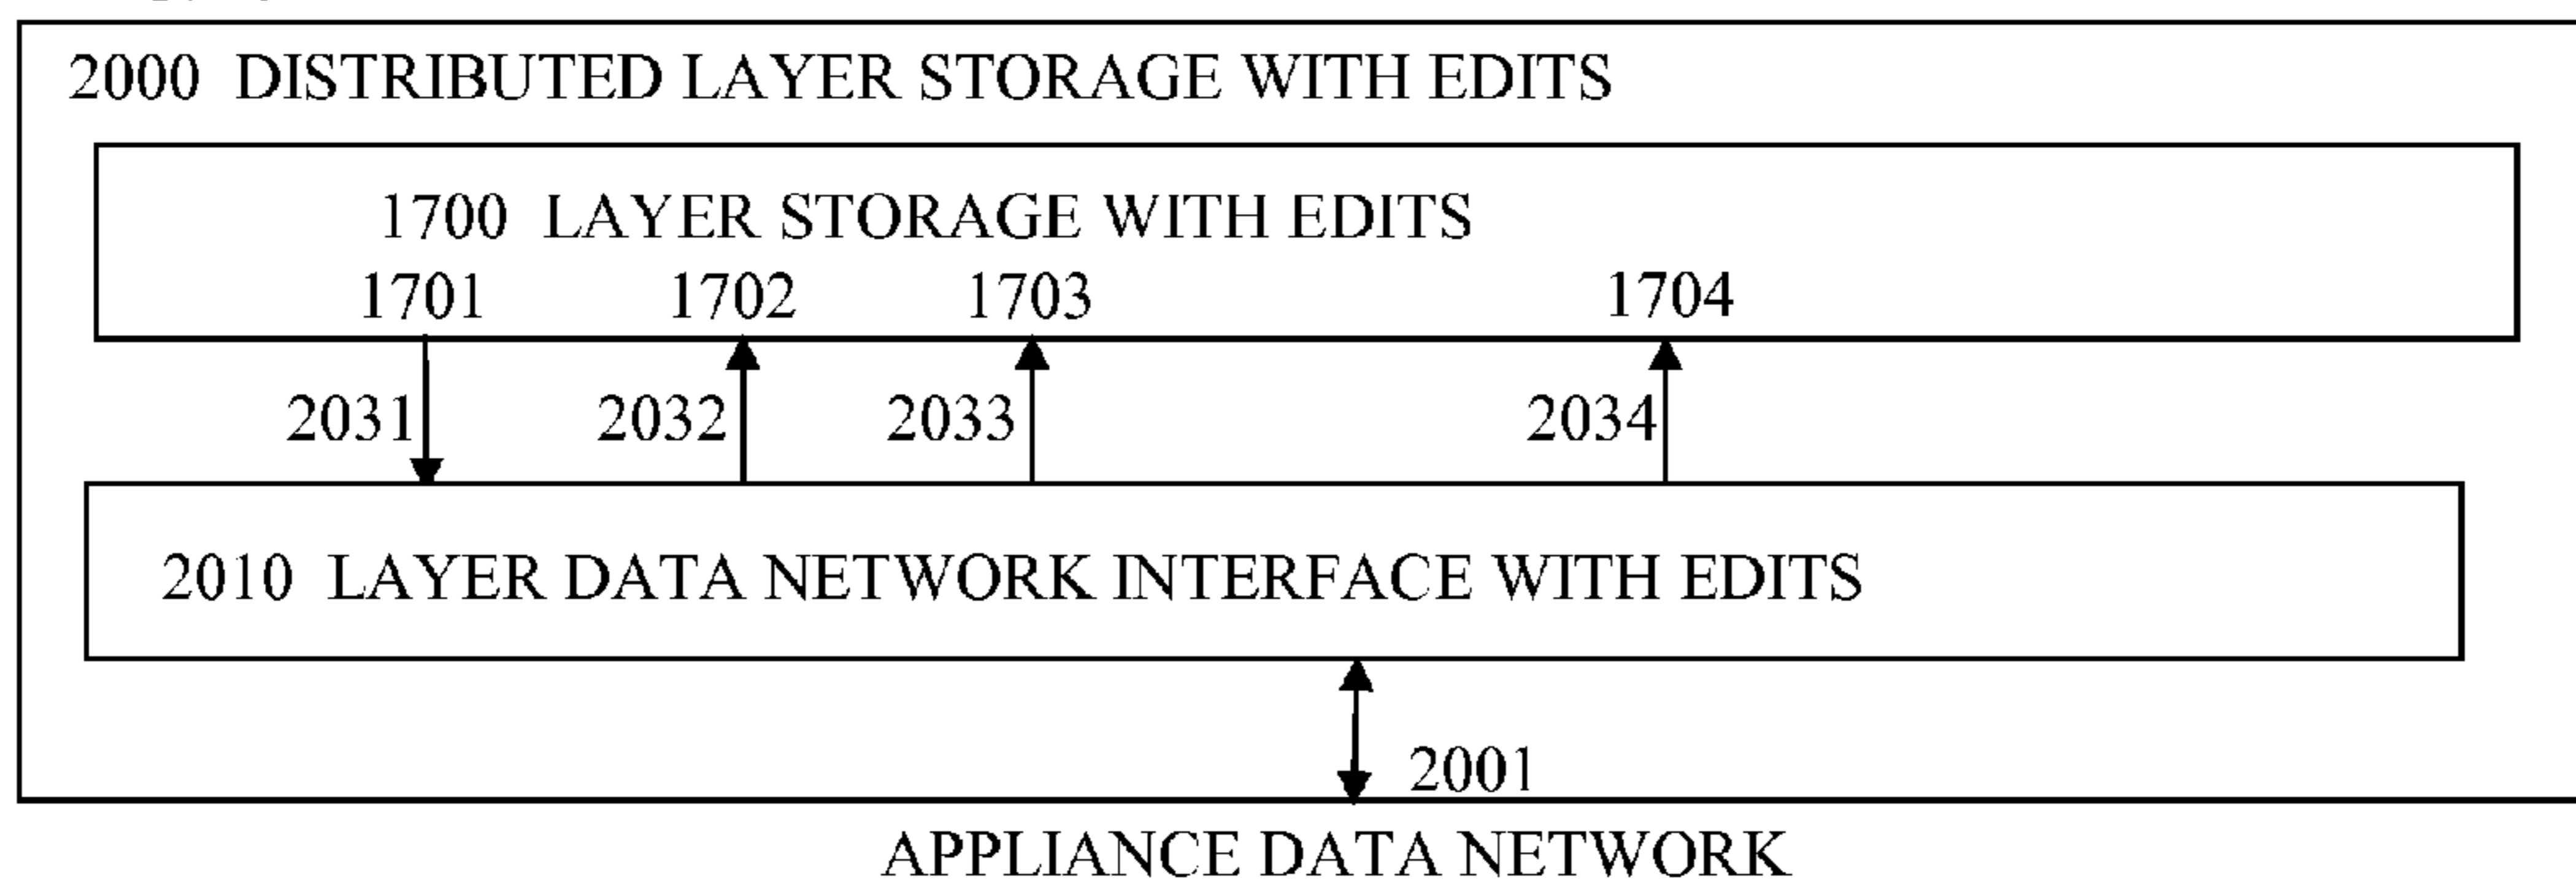 2000 DISTRIBUTED LAYER STORAGE WITH EDITS
1700 LAYER STORAGE WITH EDITS
1701 1702 1703 1704
2031 2032 2033 2034
2010 LAYER DATA NETWORK INTERFACE WITH EDITS
2001
APPLIANCE DATA NETWORK